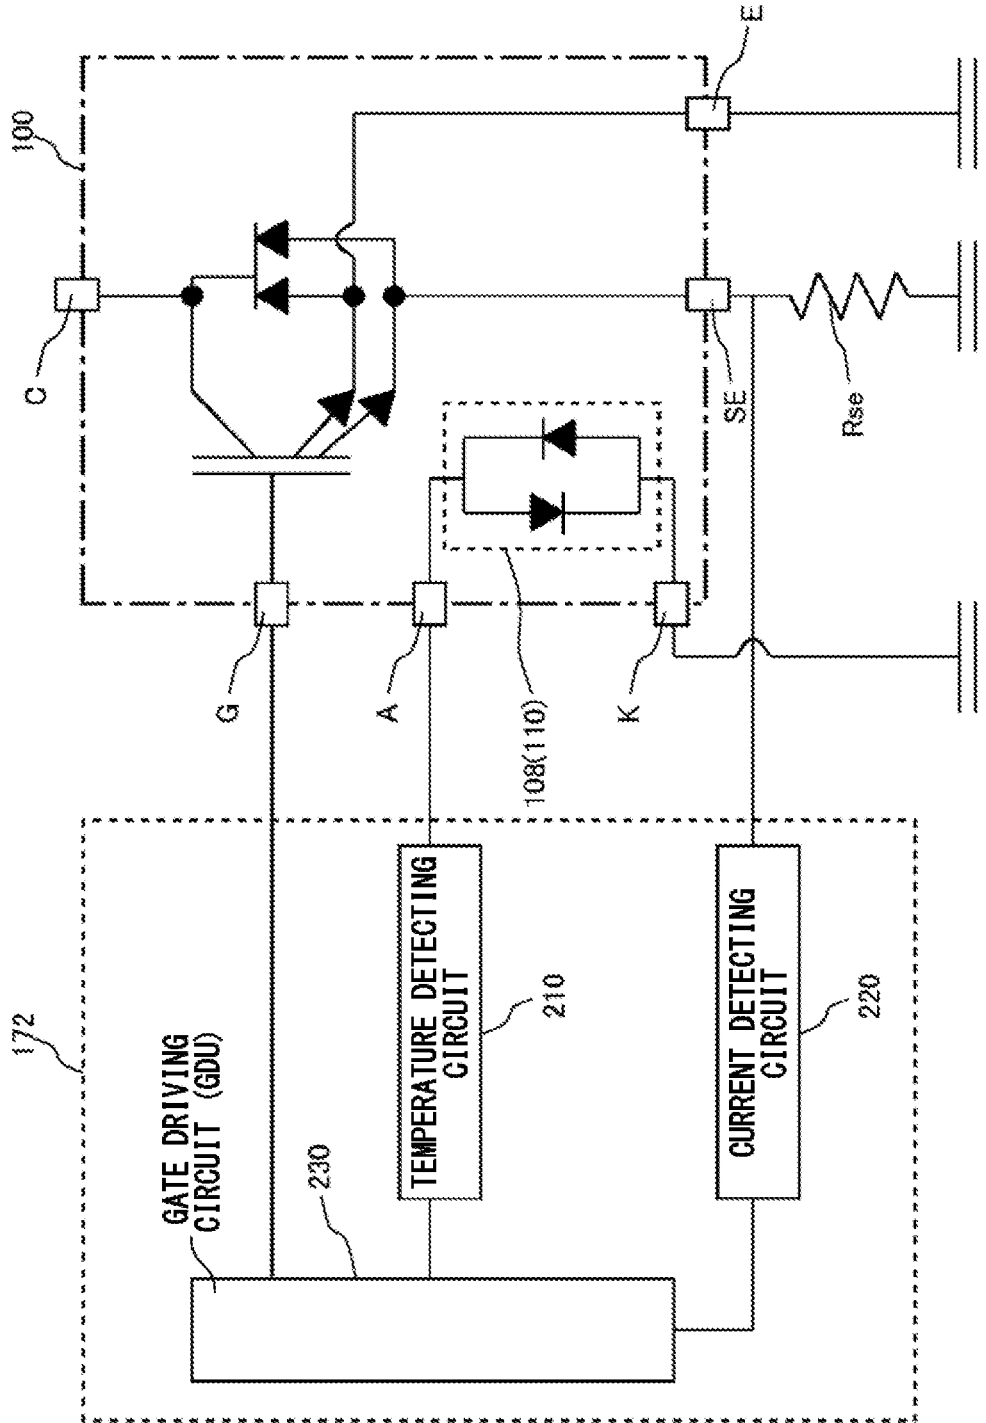 172
GATE DRIVING
CIRCUIT (GDU)
230
TEMPERATURE DETECTING
CIRCUIT
210
CURRENT DETECTING
CIRCUIT
220
G
A
K
108(110)
C
100
SE
Rse
E